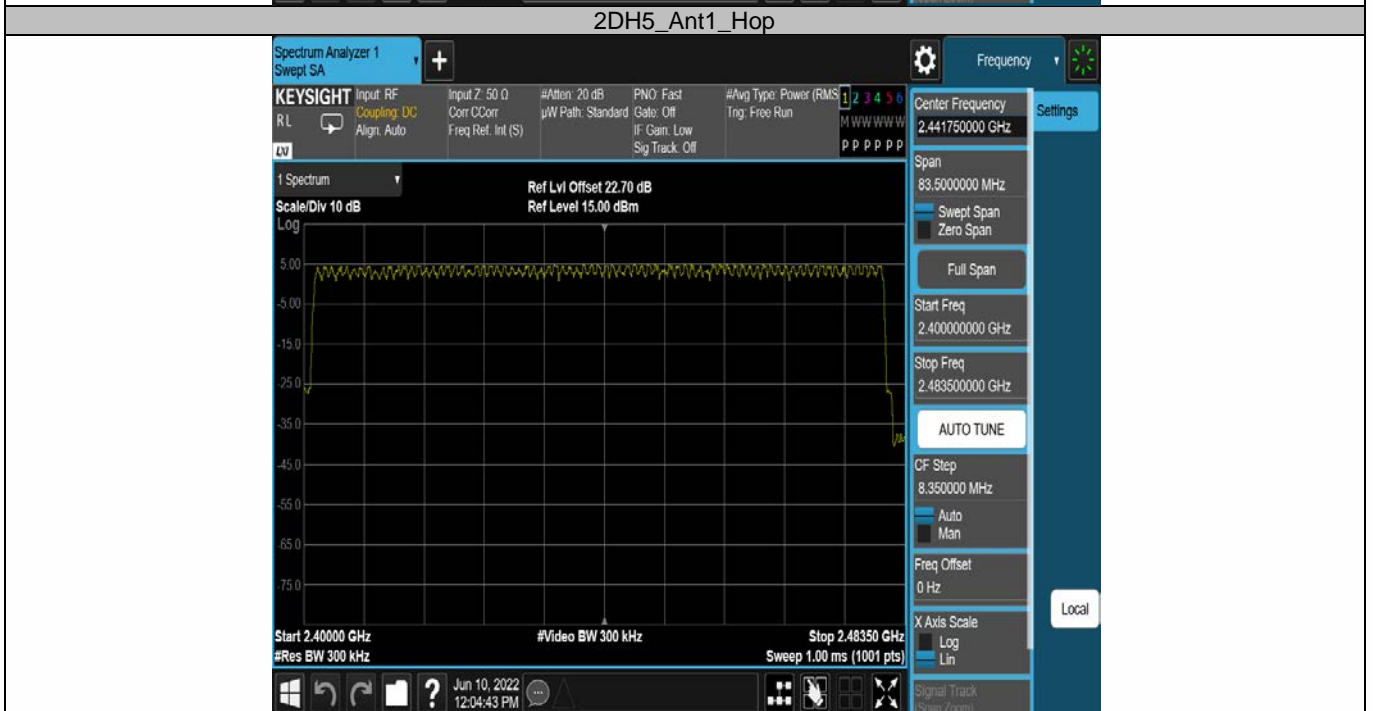 2DH5_Ant1_Hop
Spectrum Analyzer 1
Swept SA
+
Frequency
KEYSIGHT
RL
LXI
Input: RF
Coupling: DC
Align: Auto
Input Z: 50 Ω
Corr CCorr
Freq Ref: Int (S)
#Atten: 20 dB
µW Path: Standard
PNO: Fast
Gate: Off
IF Gain: Low
Sig Track: Off
#Avg Type: Power (RMS
Trig: Free Run
1 2 3 4 5 6
M W W W W W
P P P P P P
1 Spectrum
Scale/Div 10 dB
Ref Lvl Offset 22.70 dB
Ref Level 15.00 dBm
Log
5.00
-5.00
-15.0
-25.0
-35.0
-45.0
-55.0
-65.0
-75.0
Start 2.40000 GHz
#Res BW 300 kHz
#Video BW 300 kHz
Stop 2.48350 GHz
Sweep 1.00 ms (1001 pts)
Center Frequency
2.441750000 GHz
Settings
Span
83.5000000 MHz
Swept Span
Zero Span
Full Span
Start Freq
2.400000000 GHz
Stop Freq
2.483500000 GHz
AUTO TUNE
CF Step
8.350000 MHz
Auto
Man
Freq Offset
0 Hz
Local
X Axis Scale
Log
Lin
Signal Track
(Span Zoom)
?
Jun 10, 2022
12:04:43 PM